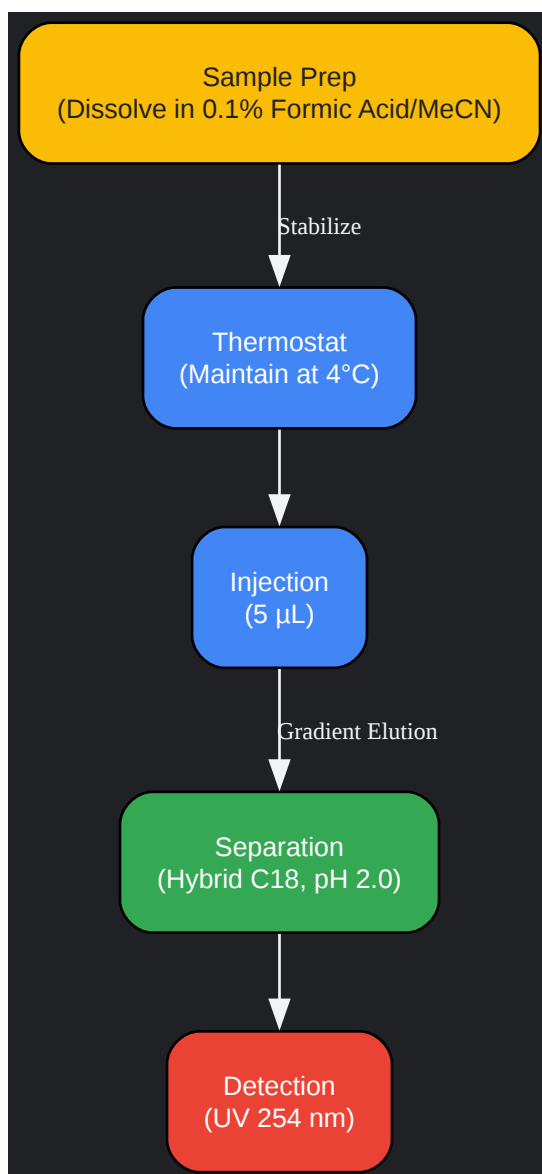 Sample Prep
(Dissolve in 0.1% Formic Acid/MeCN)
Stabilize
Thermostat
(Maintain at 4°C)
Injection
(5 µL)
Gradient Elution
Separation
(Hybrid C18, pH 2.0)
Detection
(UV 254 nm)